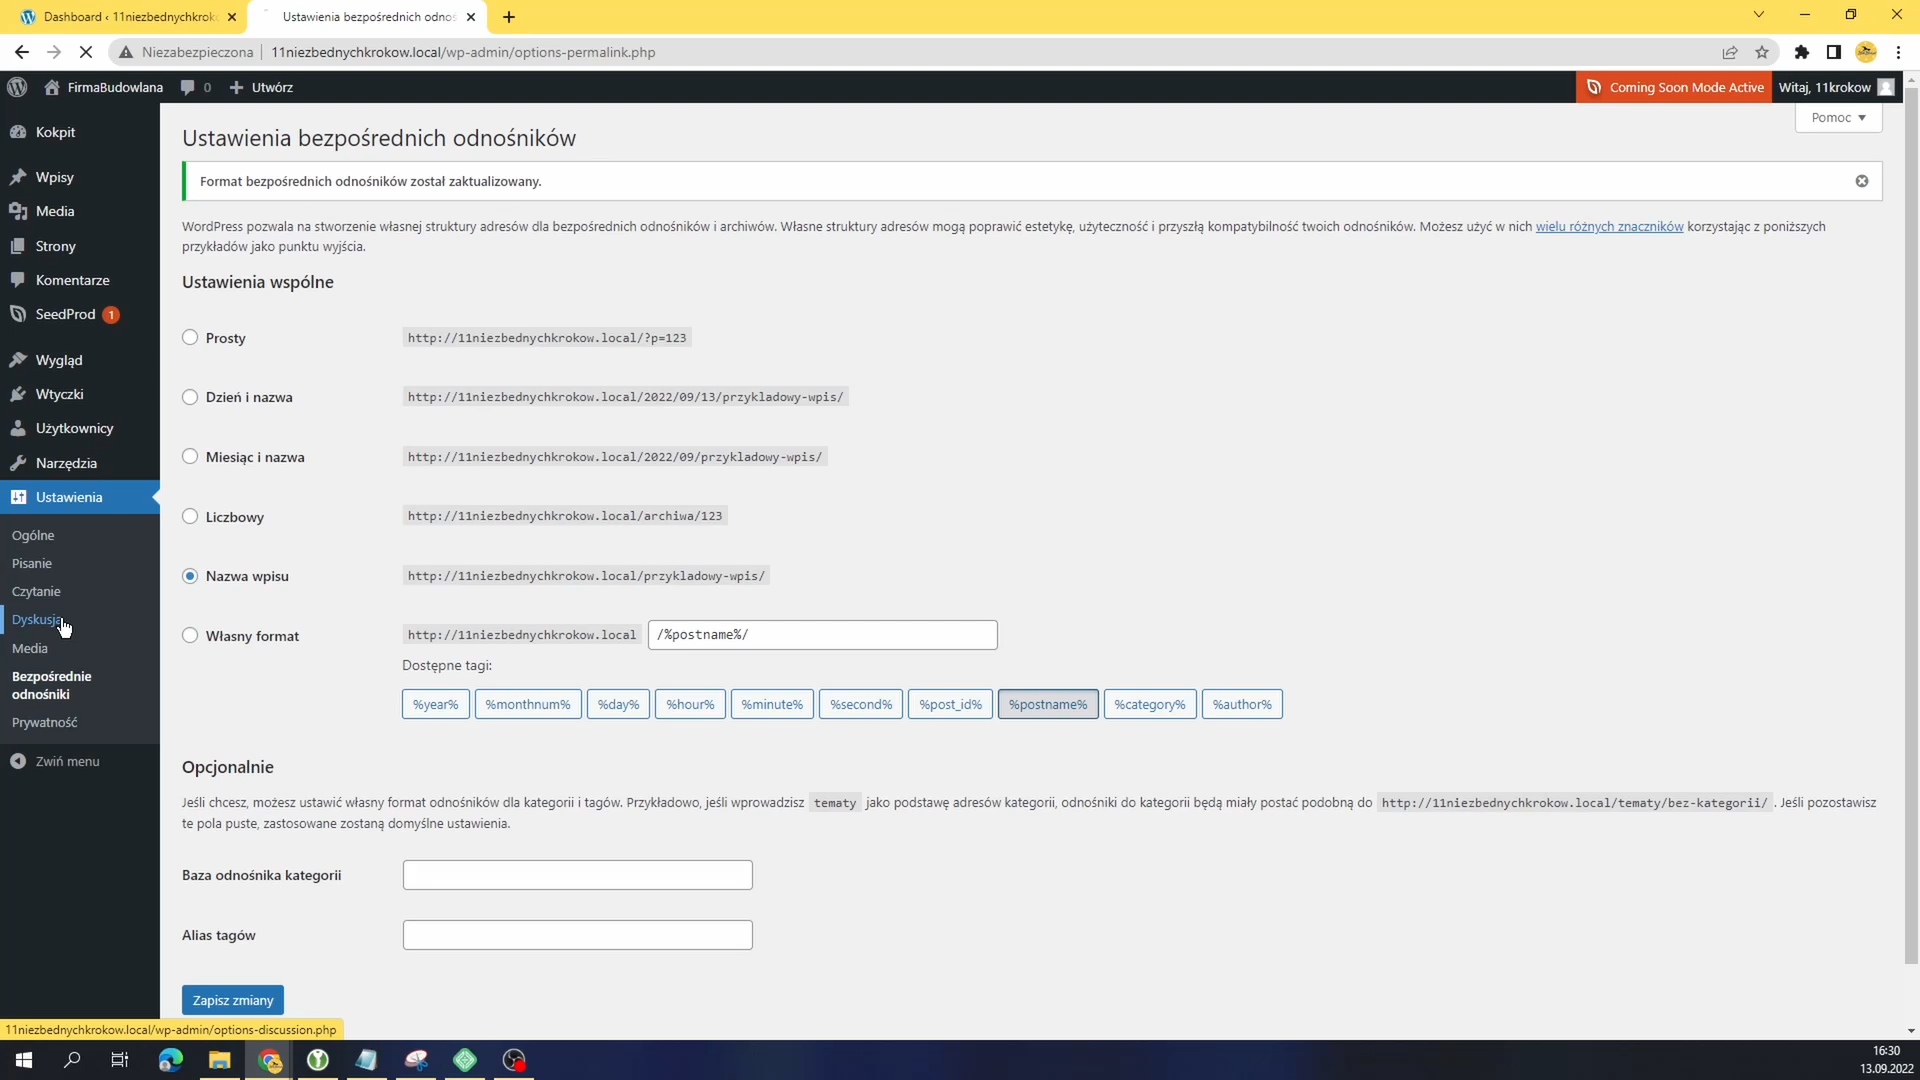 Dashboard ‹ 11niezbednychkrok
Ustawienia bezpośrednich odnoś
Niezabezpieczona
11niezbednychkrokow.local/wp-admin/options-permalink.php
FirmaBudowlana
0
Utwórz
Coming Soon Mode Active
Witaj, 11krokow
Pomoc
Kokpit
Wpisy
Media
Strony
Komentarze
SeedProd 1
Wygląd
Wtyczki
Użytkownicy
Narzędzia
Ustawienia
Ogólne
Pisanie
Czytanie
Dyskusja
Media
Bezpośrednie
odnośniki
Prywatność
Zwiń menu
Ustawienia bezpośrednich odnośników
Format bezpośrednich odnośników został zaktualizowany.
WordPress pozwala na stworzenie własnej struktury adresów dla bezpośrednich odnośników i archiwów. Własne struktury adresów mogą poprawić estetykę, użyteczność i przyszłą kompatybilność twoich odnośników. Możesz użyć w nich wielu różnych znaczników korzystając z poniższych
przykładów jako punktu wyjścia.
Ustawienia wspólne
Prosty http://11niezbednychkrokow.local/?p=123
Dzień i nazwa http://11niezbednychkrokow.local/2022/09/13/przykladowy-wpis/
Miesiąc i nazwa http://11niezbednychkrokow.local/2022/09/przykladowy-wpis/
Liczbowy http://11niezbednychkrokow.local/archiwa/123
Nazwa wpisu http://11niezbednychkrokow.local/przykladowy-wpis/
Własny format http://11niezbednychkrokow.local /%postname%/
Dostępne tagi:
%year% %monthnum% %day% %hour% %minute% %second% %post_id% %postname% %category% %author%
Opcjonalnie
Jeśli chcesz, możesz ustawić własny format odnośników dla kategorii i tagów. Przykładowo, jeśli wprowadzisz tematy jako podstawę adresów kategorii, odnośniki do kategorii będą miały postać podobną do http://11niezbednychkrokow.local/tematy/bez-kategorii/ . Jeśli pozostawisz
te pola puste, zastosowane zostaną domyślne ustawienia.
Baza odnośnika kategorii
Alias tagów
Zapisz zmiany
11niezbednychkrokow.local/wp-admin/options-discussion.php
16:30
13.09.2022